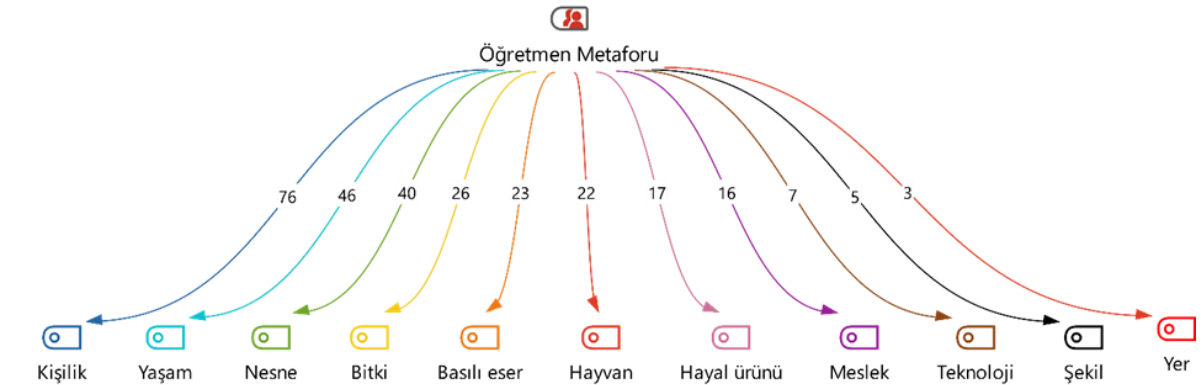 Öğretmen Metaforu
76 46 40 26 23 22 17 16 7 5 3
Kişilik Yaşam Nesne Bitki Basılı eser Hayvan Hayal ürünü Meslek Teknoloji Şekil Yer